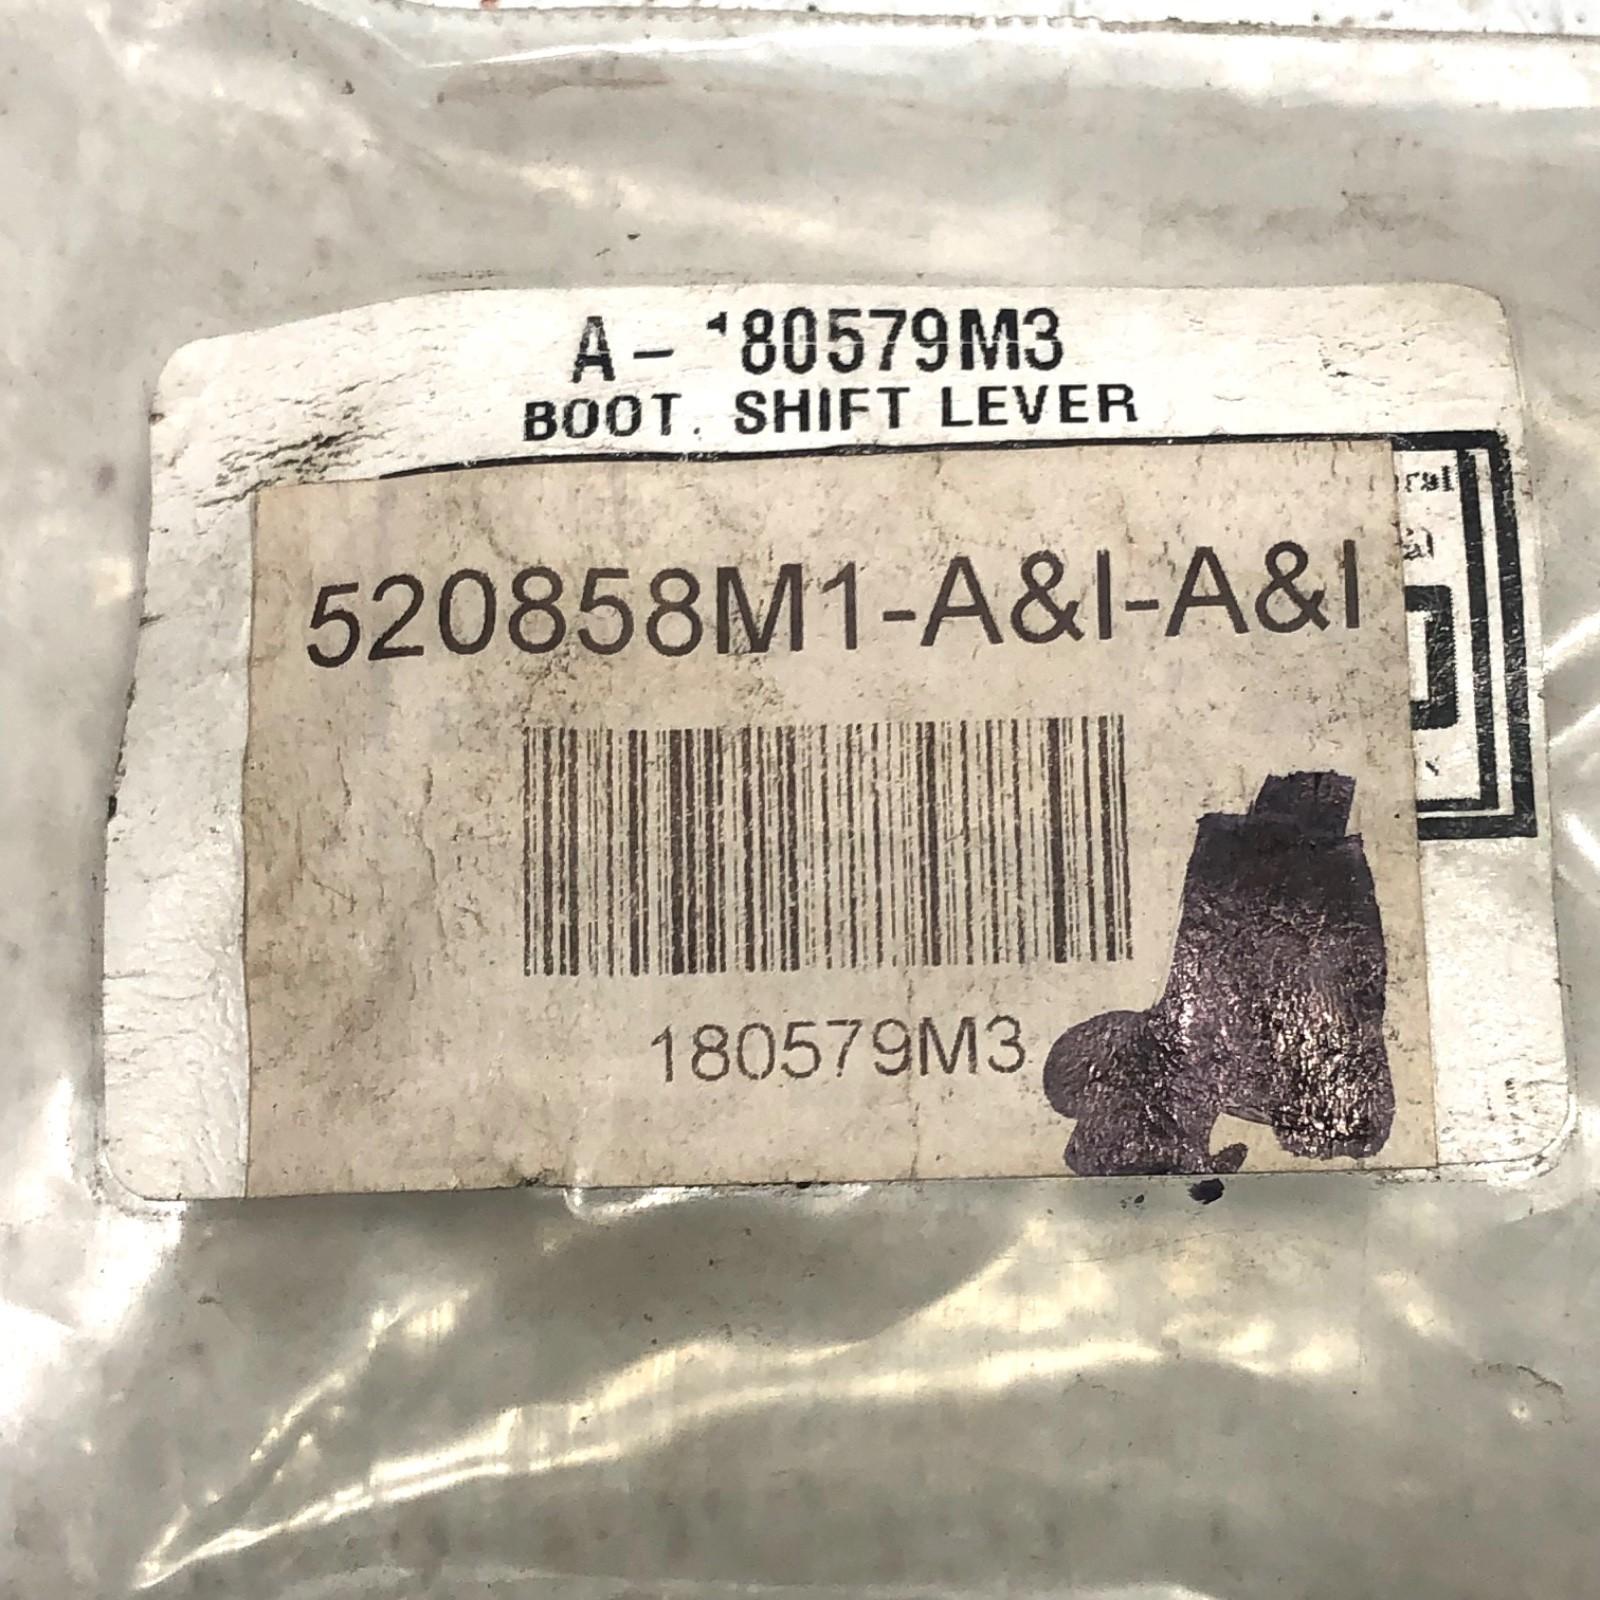 A-180579M3
BOOT, SHIFT LEVER
520858M1-A&I-A&I
180579M3